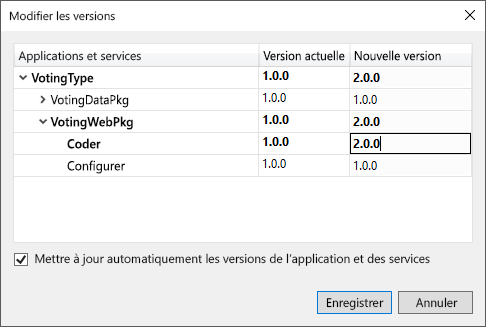 Modifier les versions
Applications et services Version actuelle Nouvelle version
VotingType 1.0.0 2.0.0
VotingDataPkg 1.0.0 1.0.0
VotingWebPkg 1.0.0 2.0.0
Coder 1.0.0 2.0.0
Configurer 1.0.0 1.0.0
Mettre à jour automatiquement les versions de l'application et des services
Enregistrer Annuler